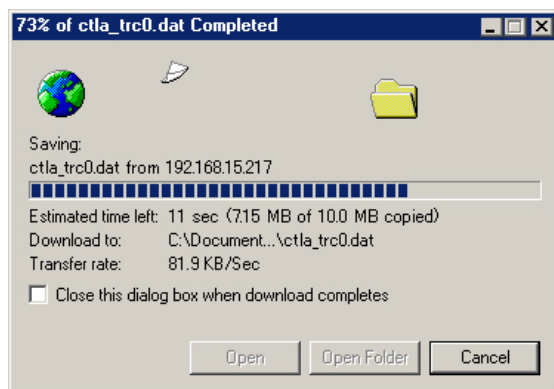 73% of ctla_trc0.dat Completed
Saving:
ctla_trc0.dat from 192.168.15.217
Estimated time left: 11 sec (7.15 MB of 10.0 MB copied)
Download to: C:\Document...\ctla_trc0.dat
Transfer rate: 81.9 KB/Sec
Close this dialog box when download completes
Open Open Folder Cancel